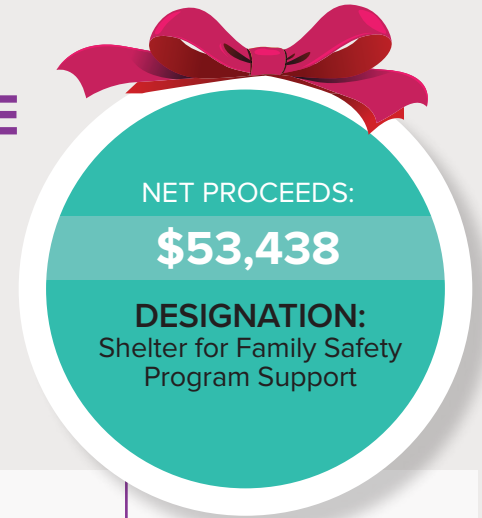 E
NET PROCEEDS:
$53,438
DESIGNATION:
Shelter for Family Safety
Program Support